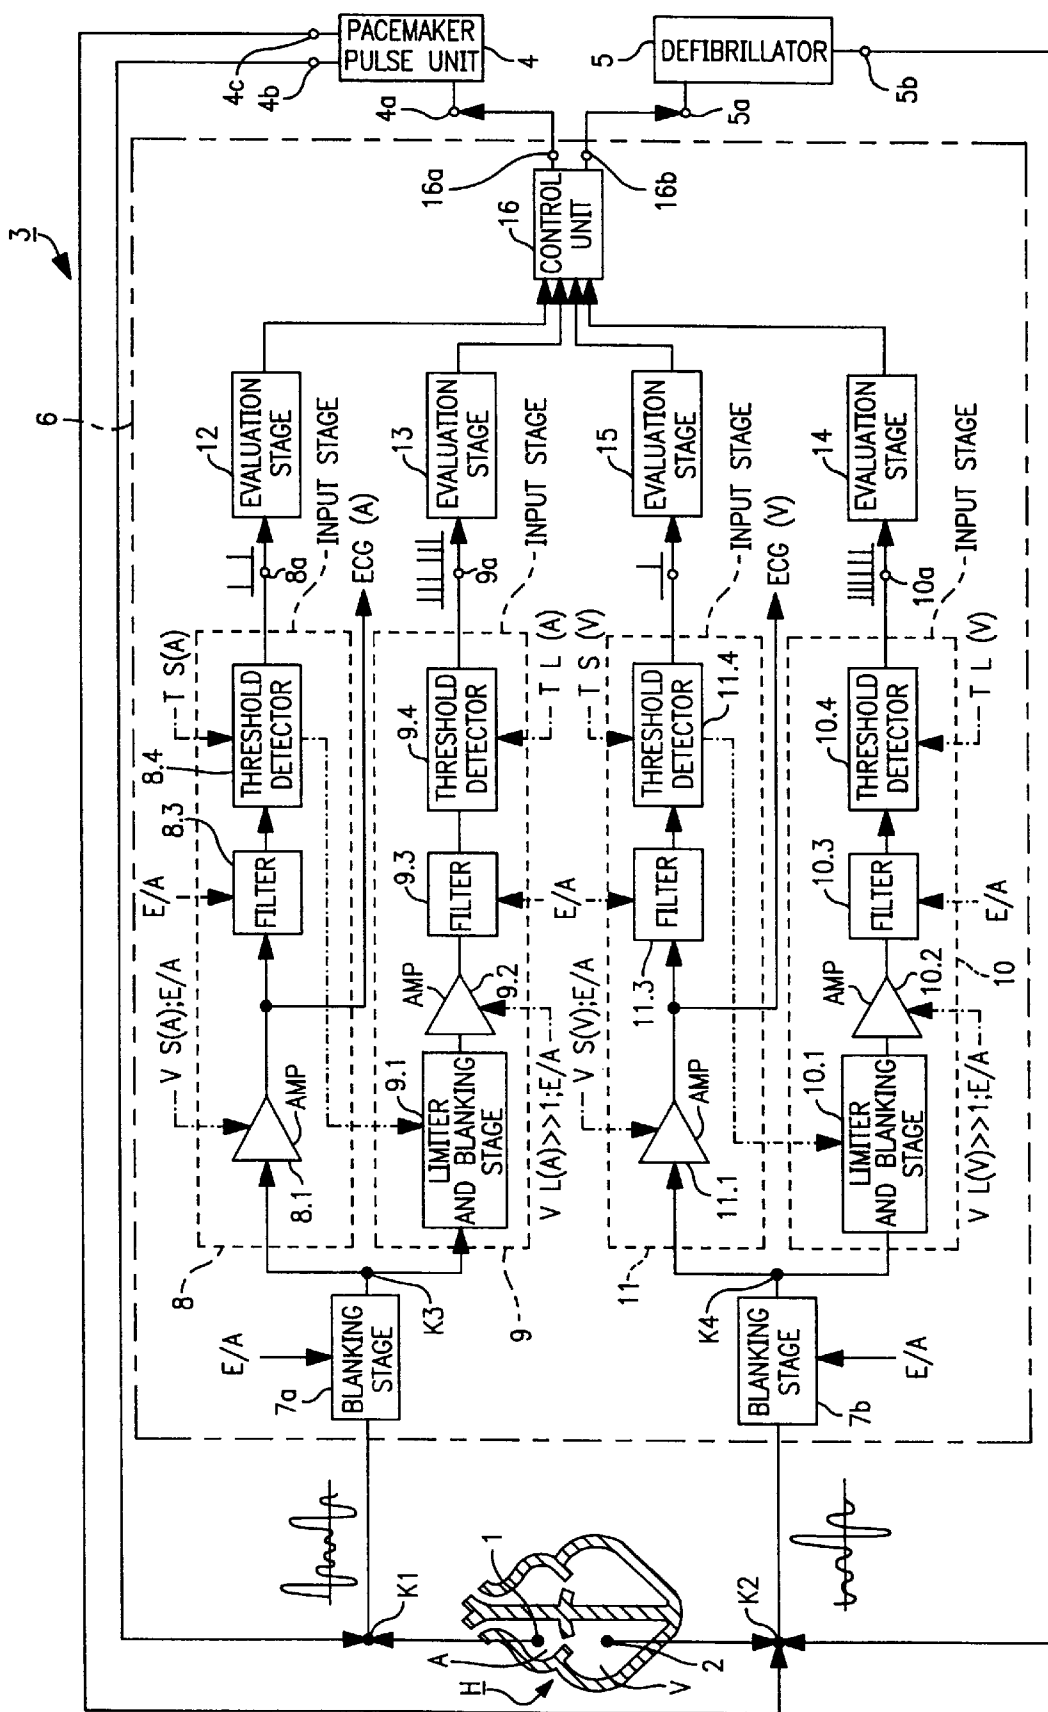 3
PACEMAKER
PULSE UNIT
4
4c
4b
4a
5
DEFIBRILLATOR
5a
5b
6
16a
16b
16
CONTROL
UNIT
12
EVALUATION
STAGE
13
EVALUATION
STAGE
15
EVALUATION
STAGE
14
EVALUATION
STAGE
8a
INPUT STAGE
ECG (A)
9a
INPUT STAGE
INPUT STAGE
ECG (V)
10a
INPUT STAGE
T S(A)
8.4
THRESHOLD
DETECTOR
9.4
THRESHOLD
DETECTOR
T L (A)
T S (V)
THRESHOLD
DETECTOR
11.4
10.4
THRESHOLD
DETECTOR
T L (V)
E/A
8.3
FILTER
9.3
FILTER
E/A
FILTER
11.3
10.3
FILTER
E/A
10
V S(A);E/A
AMP
8.1
AMP
9.2
9.1
LIMITER
AND BLANKING
STAGE
V L(A)>>1;E/A
V S(V);E/A
AMP
11.1
AMP
10.2
10.1
LIMITER
AND BLANKING
STAGE
V L(V)>>1;E/A
8
K3
9
11
K4
E/A
7a
BLANKING
STAGE
BLANKING
STAGE
7b
E/A
K1
1
A
H
2
V
K2